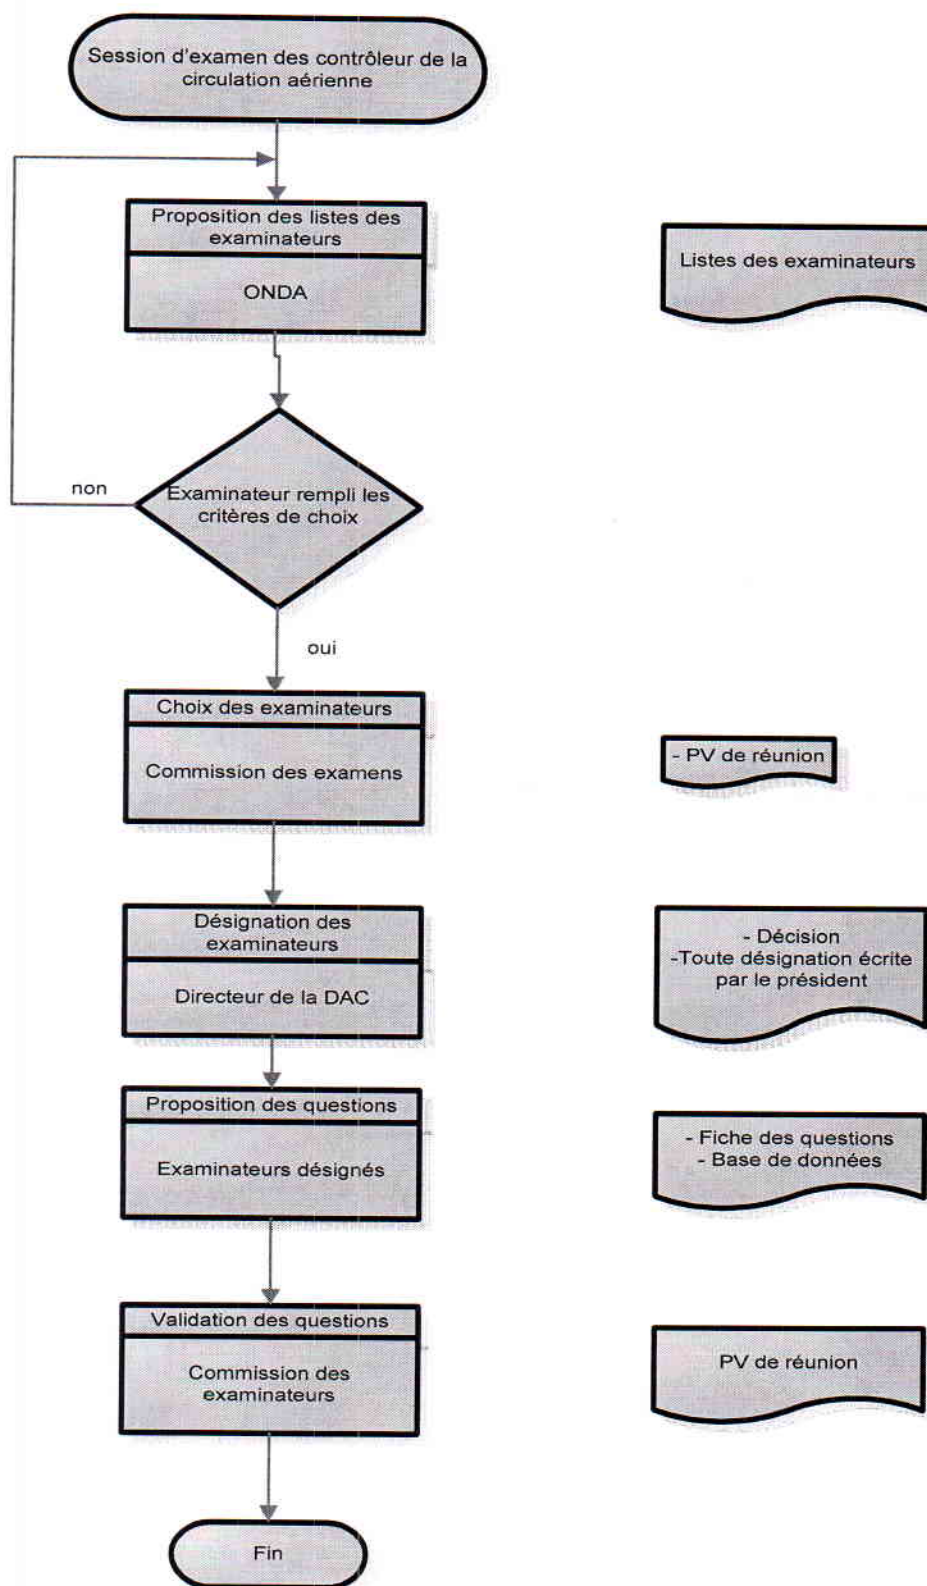 Session d'examen des contrôleur de la
circulation aérienne
Proposition des listes des
examinateurs
ONDA
Listes des examinateurs
non
Examinateur rempli les
critères de choix
oui
Choix des examinateurs
Commission des examens
- PV de réunion
Désignation des
examinateurs
Directeur de la DAC
- Décision
-Toute désignation écrite
par le président
Proposition des questions
Examinateurs désignés
- Fiche des questions
- Base de données
Validation des questions
Commission des
examinateurs
PV de réunion
Fin